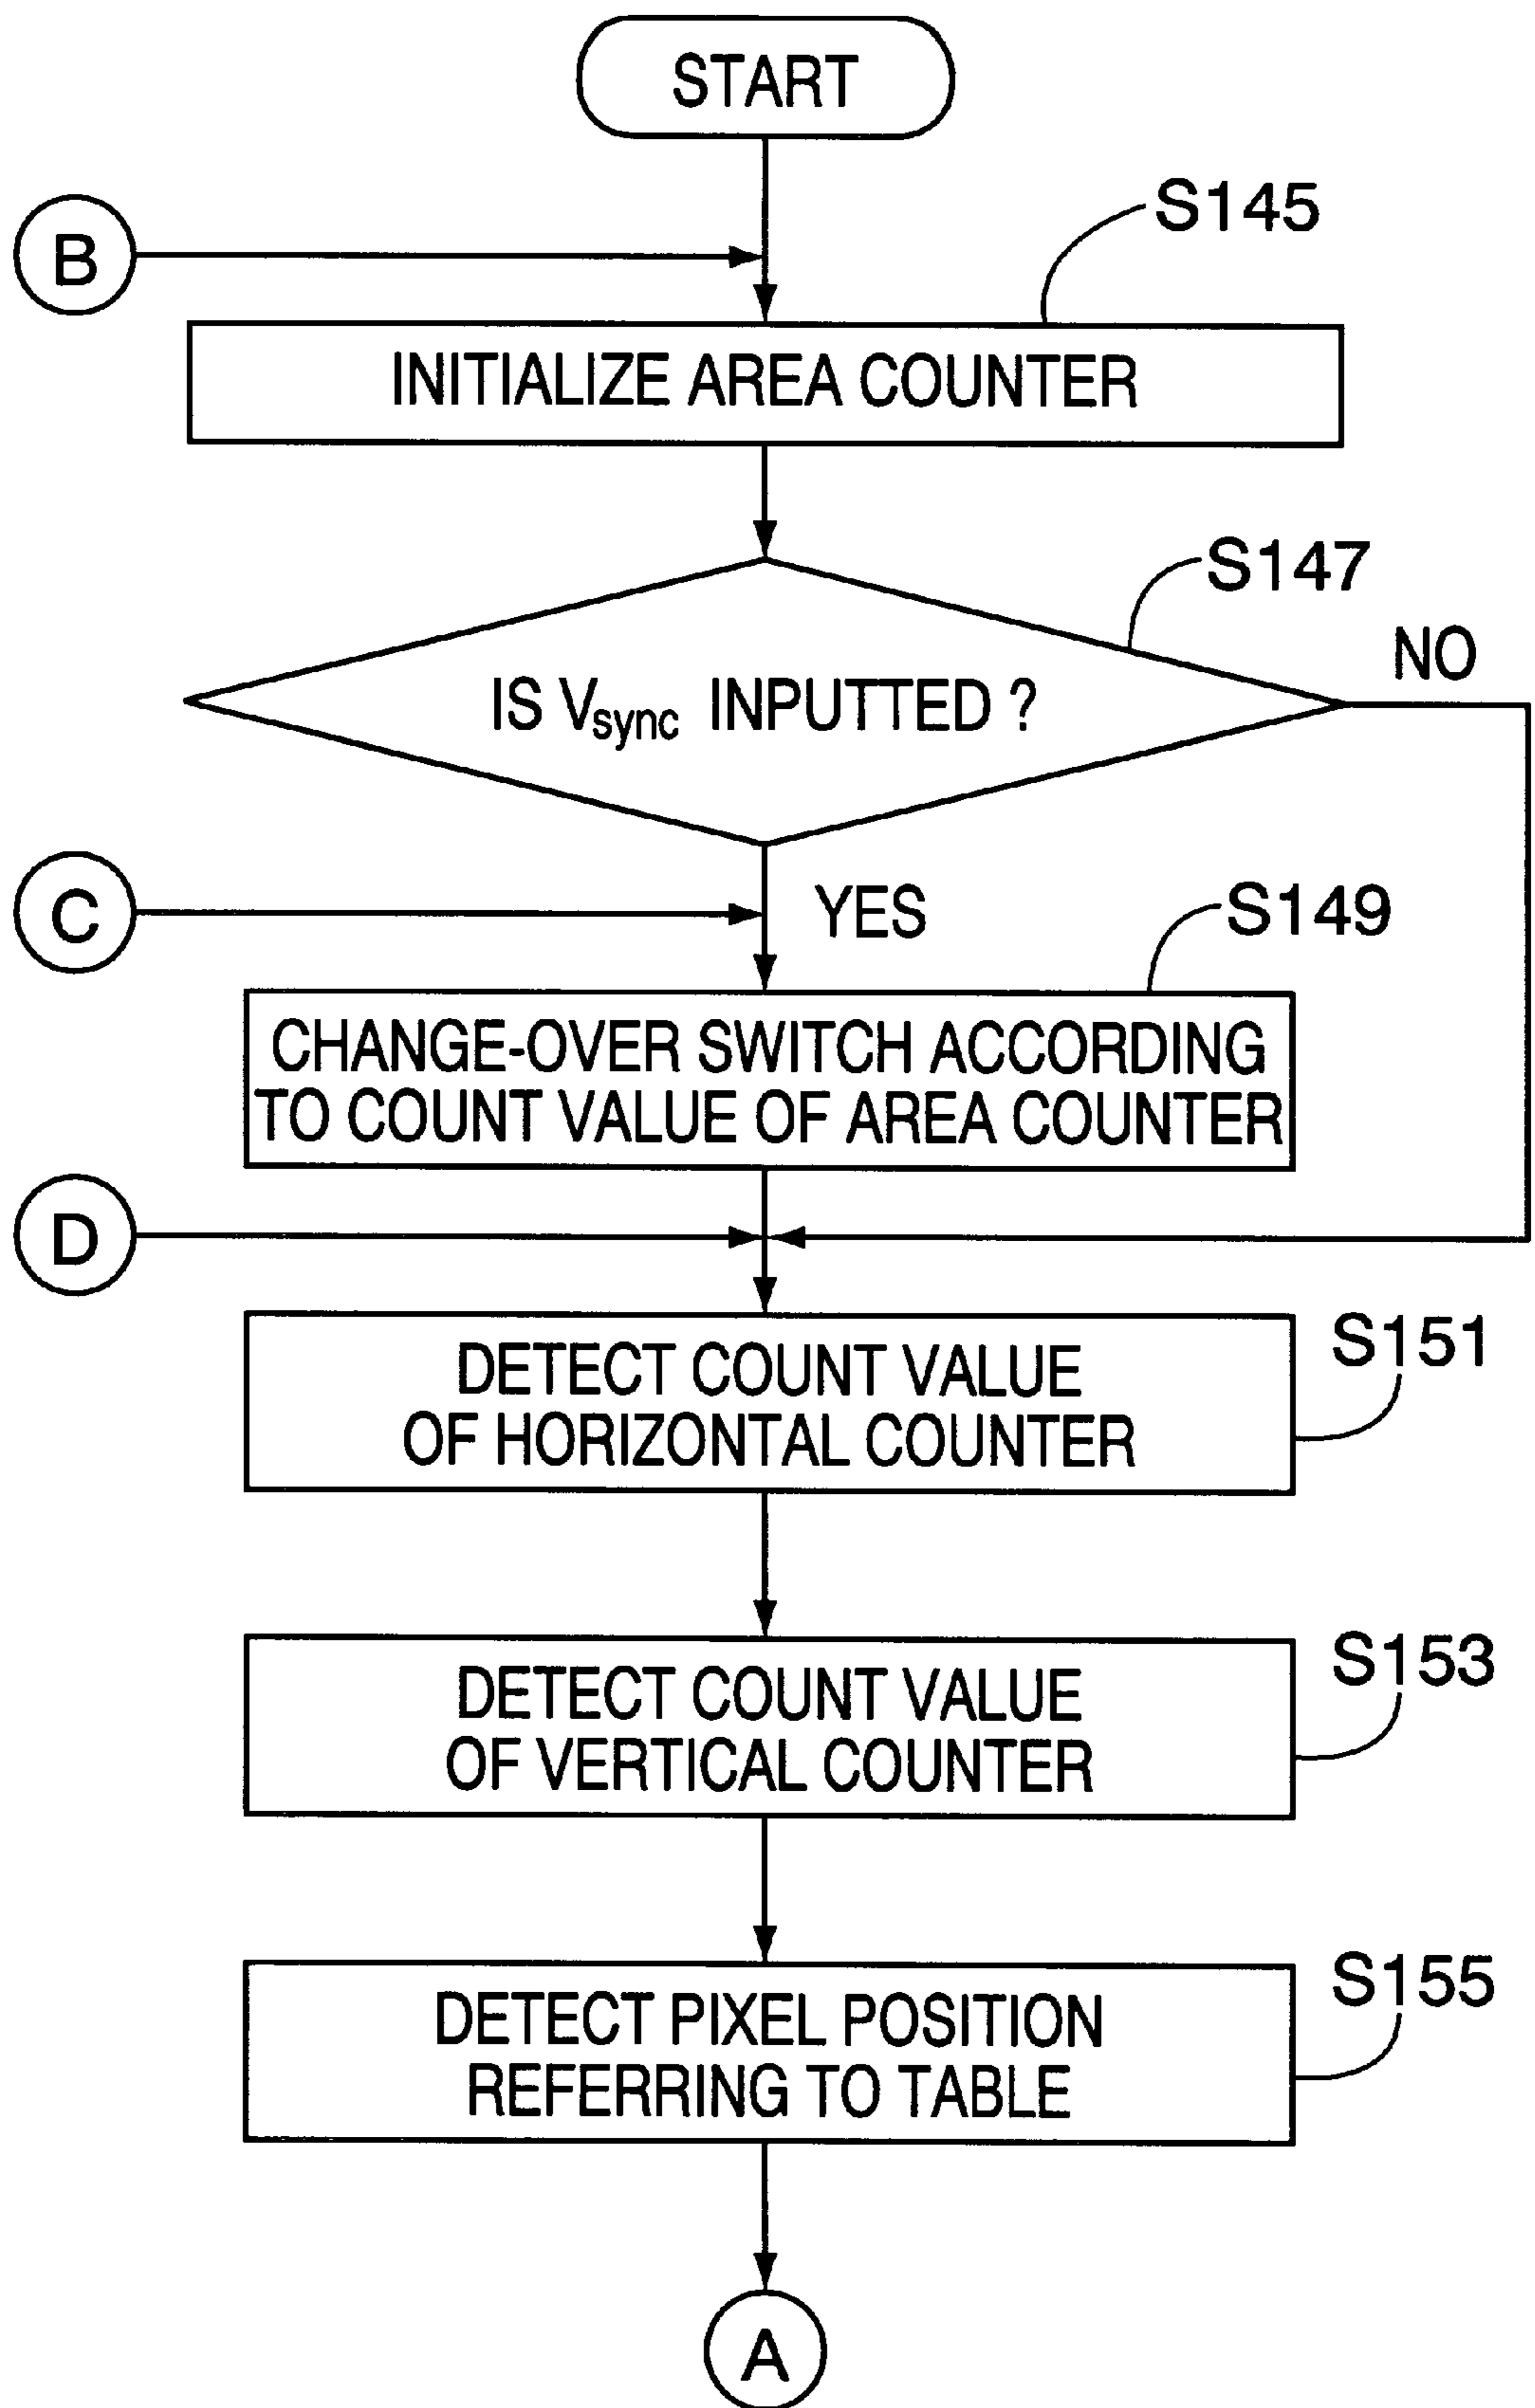 START
B
S145
INITIALIZE AREA COUNTER
S147
NO
IS Vsync INPUTTED ?
C
YES
S149
CHANGE-OVER SWITCH ACCORDING
TO COUNT VALUE OF AREA COUNTER
D
S151
DETECT COUNT VALUE
OF HORIZONTAL COUNTER
S153
DETECT COUNT VALUE
OF VERTICAL COUNTER
S155
DETECT PIXEL POSITION
REFERRING TO TABLE
A